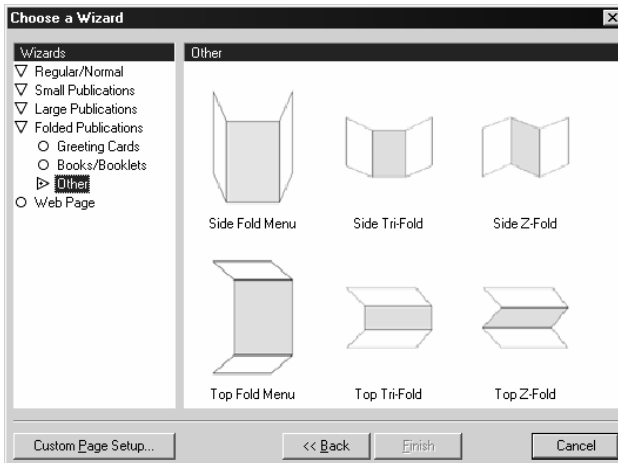 Choose a Wizard
Wizards
Regular/Normal
Small Publications
Large Publications
Folded Publications
Greeting Cards
Books/Booklets
Other
Web Page
Other
Side Fold Menu
Side Tri-Fold
Side Z-Fold
Top Fold Menu
Top Tri-Fold
Top Z-Fold
Custom Page Setup...
<< Back
Finish
Cancel